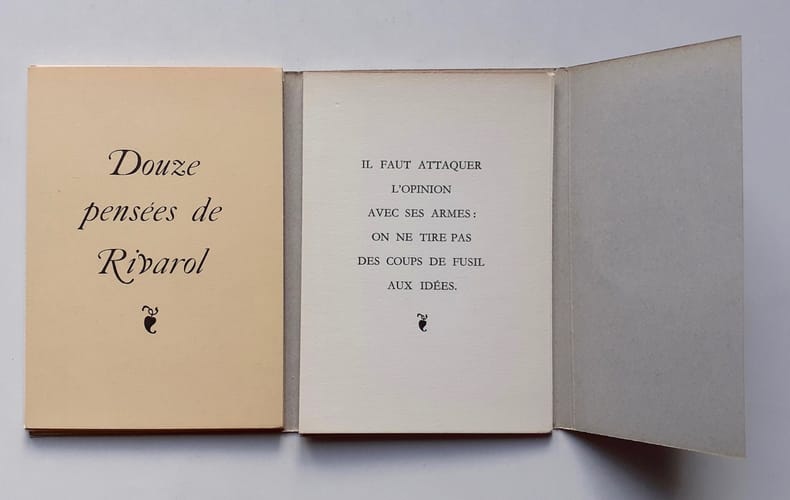 Douze
pensées de
Rivarol
IL FAUT ATTAQUER
L'OPINION
AVEC SES ARMES :
ON NE TIRE PAS
DES COUPS DE FUSIL
AUX IDÉES.